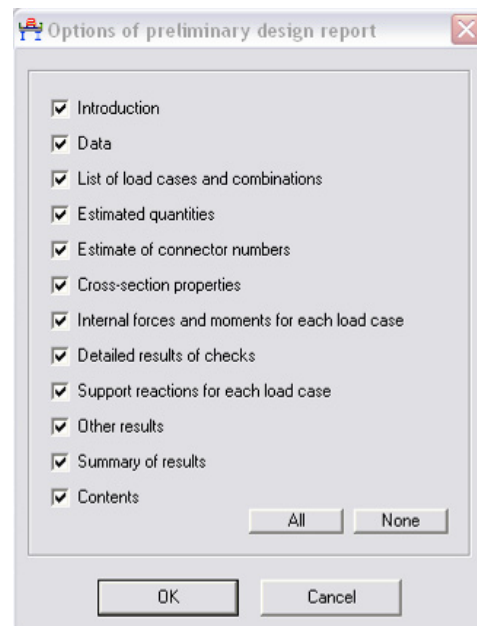 Options of preliminary design report
Introduction
Data
List of load cases and combinations
Estimated quantities
Estimate of connector numbers
Cross-section properties
Internal forces and moments for each load case
Detailed results of checks
Support reactions for each load case
Other results
Summary of results
Contents
All None
OK Cancel